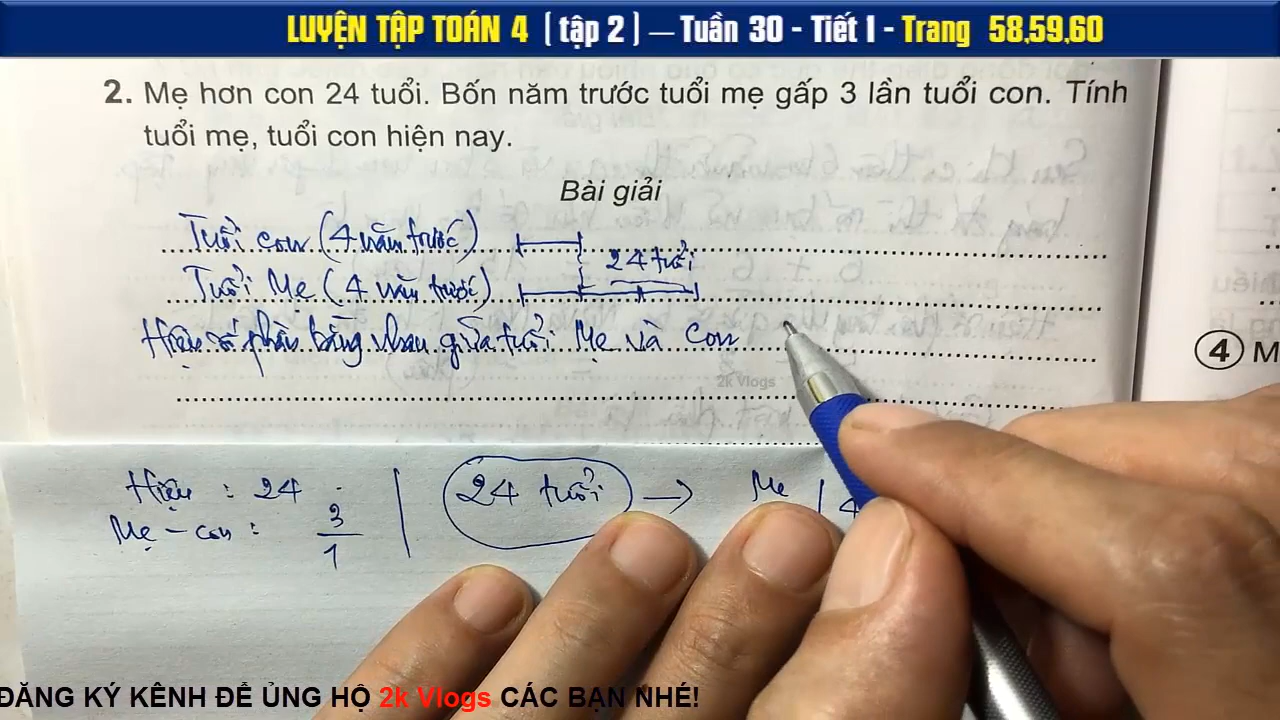 LUYỆN TẬP TOÁN 4 ( tập 2 ) – Tuần 30 - Tiết 1 - Trang 58,59,60
2. Mẹ hơn con 24 tuổi. Bốn năm trước tuổi mẹ gấp 3 lần tuổi con. Tính
tuổi mẹ, tuổi con hiện nay.
Bài giải
Tuổi con (4 năm trước)
24 tuổi
Tuổi Mẹ (4 năm trước)
Hiệu số phần bằng nhau giữa tuổi Mẹ và Con
4 M
2k Vlogs
Hiệu : 24
24 tuổi → Mẹ | 4
Mẹ - con : 3
1
ĐĂNG KÝ KÊNH ĐỂ ỦNG HỘ 2k Vlogs CÁC BẠN NHÉ!